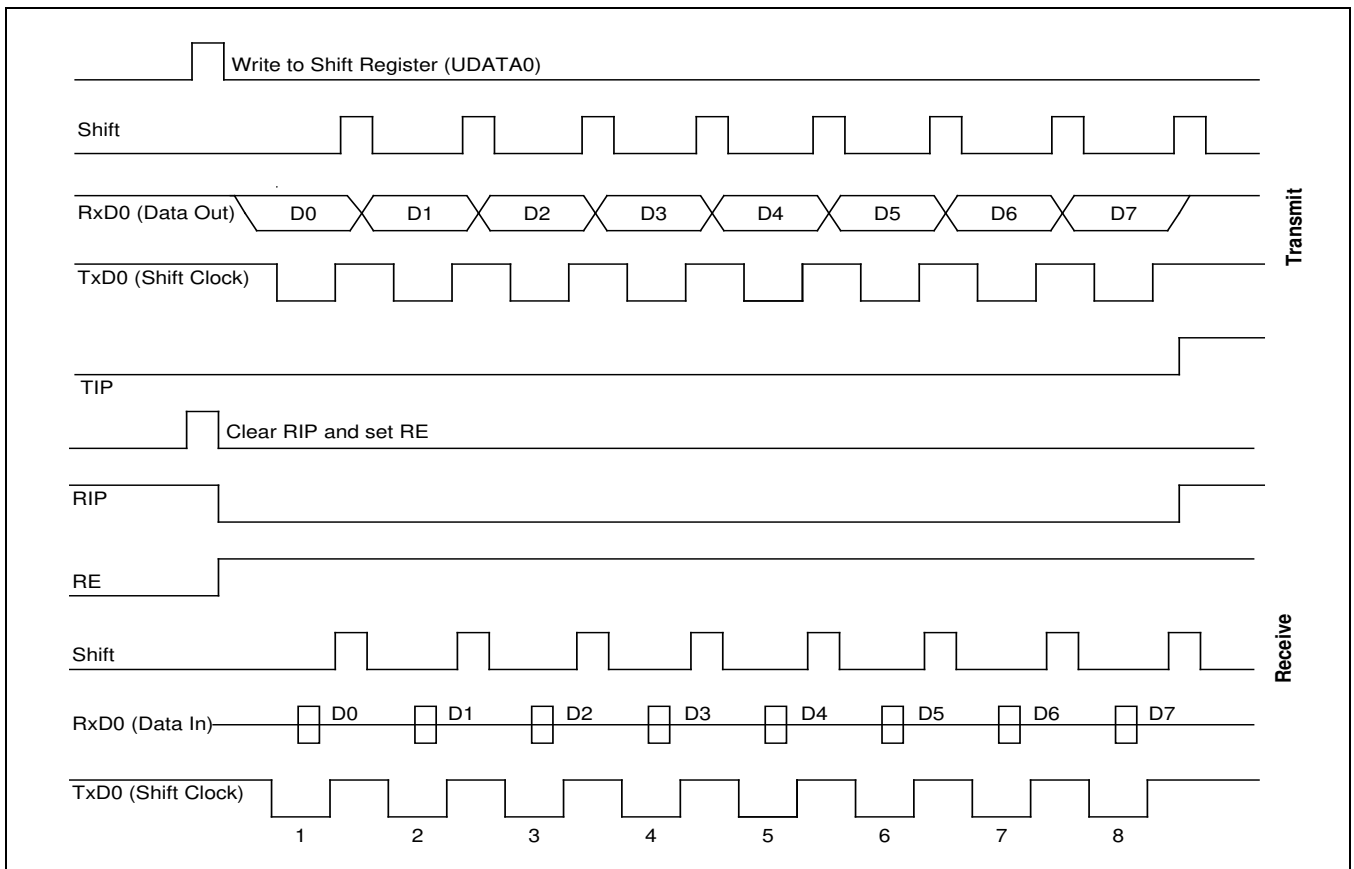 Write to Shift Register (UDATA0)
Shift
RxD0 (Data Out)
D0 D1 D2 D3 D4 D5 D6 D7
TxD0 (Shift Clock)
TIP
Transmit
Clear RIP and set RE
RIP
RE
Shift
RxD0 (Data In)
D0 D1 D2 D3 D4 D5 D6 D7
TxD0 (Shift Clock)
1 2 3 4 5 6 7 8
Receive